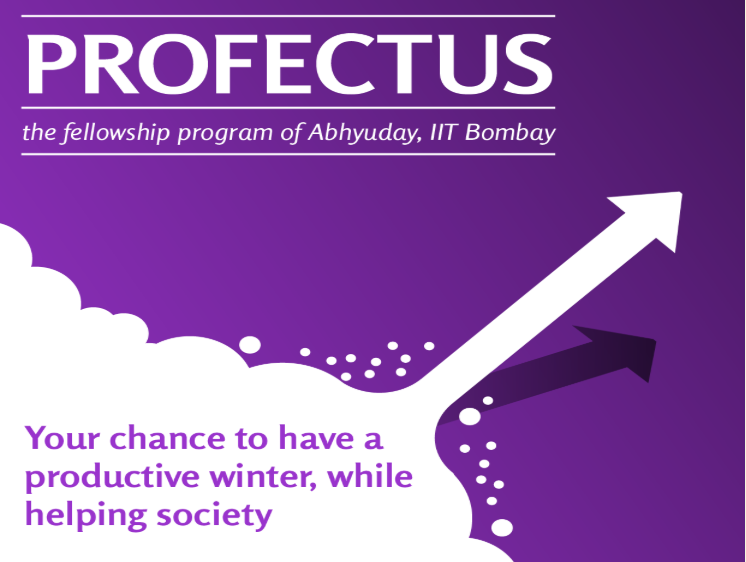 PROFECTUS
the fellowship program of Abhyuday, IIT Bombay
Your chance to have a
productive winter, while
helping society